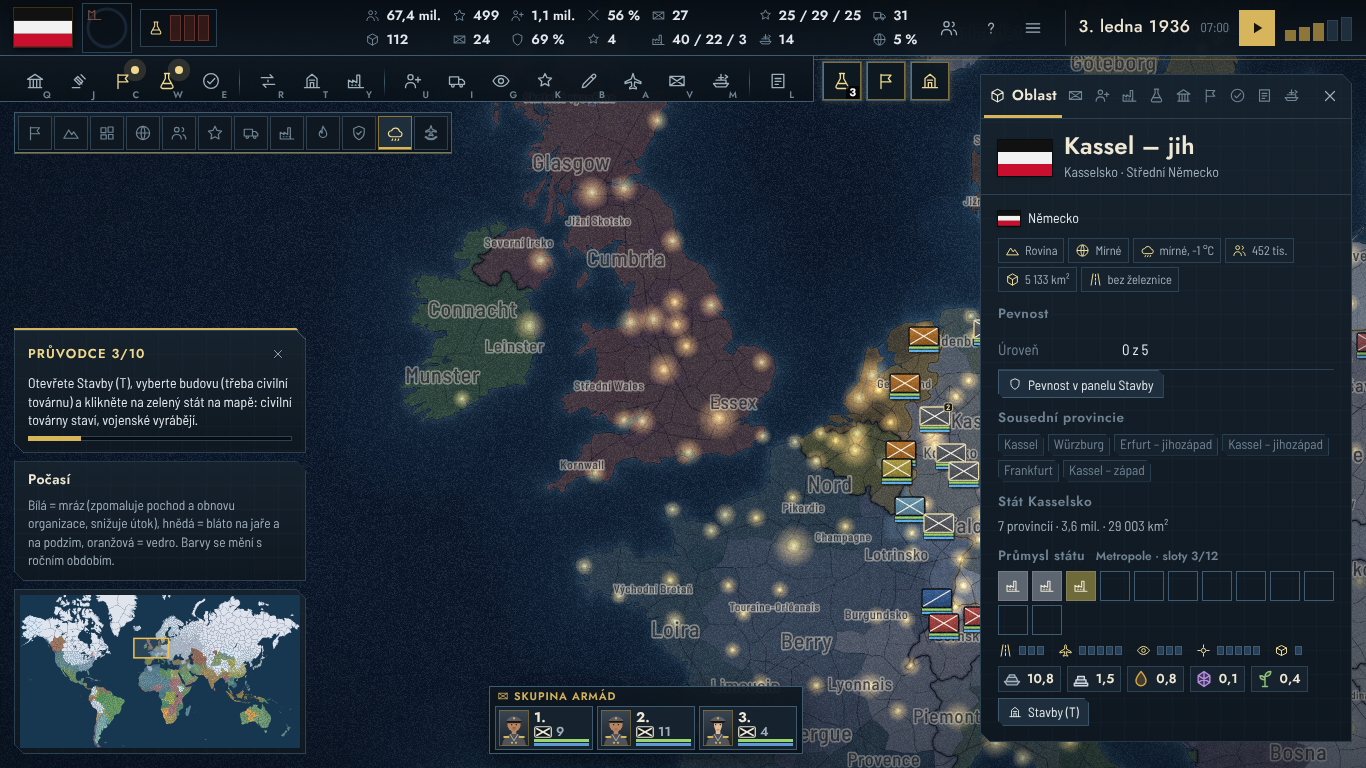 67,4 mil. 499 1,1 mil. 56 % 27 25 / 29 / 25 31
112 24 69 % 4 40 / 22 / 3 14 5 %
? 3. ledna 1936 07:00
Q J C W E R T Y U I G K B A V M L
3
Göteborg
Oblast
Kassel – jih
Kasselsko · Střední Německo
Německo
Rovina Mírné mírné, -1 °C 452 tis.
5 133 km² bez železnice
Pevnost
Úroveň 0 z 5
Pevnost v panelu Stavby
Sousední provincie
Kassel Würzburg Erfurt – jihozápad Kassel – jihozápad
Frankfurt Kassel – západ
Stát Kasselsko
7 provincií · 3,6 mil. · 29 003 km²
Průmysl státu Metropole · sloty 3/12
10,8 1,5 0,8 0,1 0,4
Stavby (T)
Glasgow
Jižní Skotsko
Severní Irsko
Cumbria
Connacht
Leinster
Munster
Střední Wales
Essex
Kornwall
Nord
Pikardie
Champagne
Lotrinsko
Východní Bretaň
Touraine-Orléanais
Burgundsko
Loira
Berry
Limousin
Lyonnais
Piemont
Provence
Bosna
2
PRŮVODCE 3/10
Otevřete Stavby (T), vyberte budovu (třeba civilní
továrnu) a klikněte na zelený stát na mapě: civilní
továrny staví, vojenské vyrábějí.
Počasí
Bílá = mráz (zpomaluje pochod a obnovu
organizace, snižuje útok), hnědá = bláto na jaře a
na podzim, oranžová = vedro. Barvy se mění s
ročním obdobím.
SKUPINA ARMÁD
1. 9
2. 11
3. 4